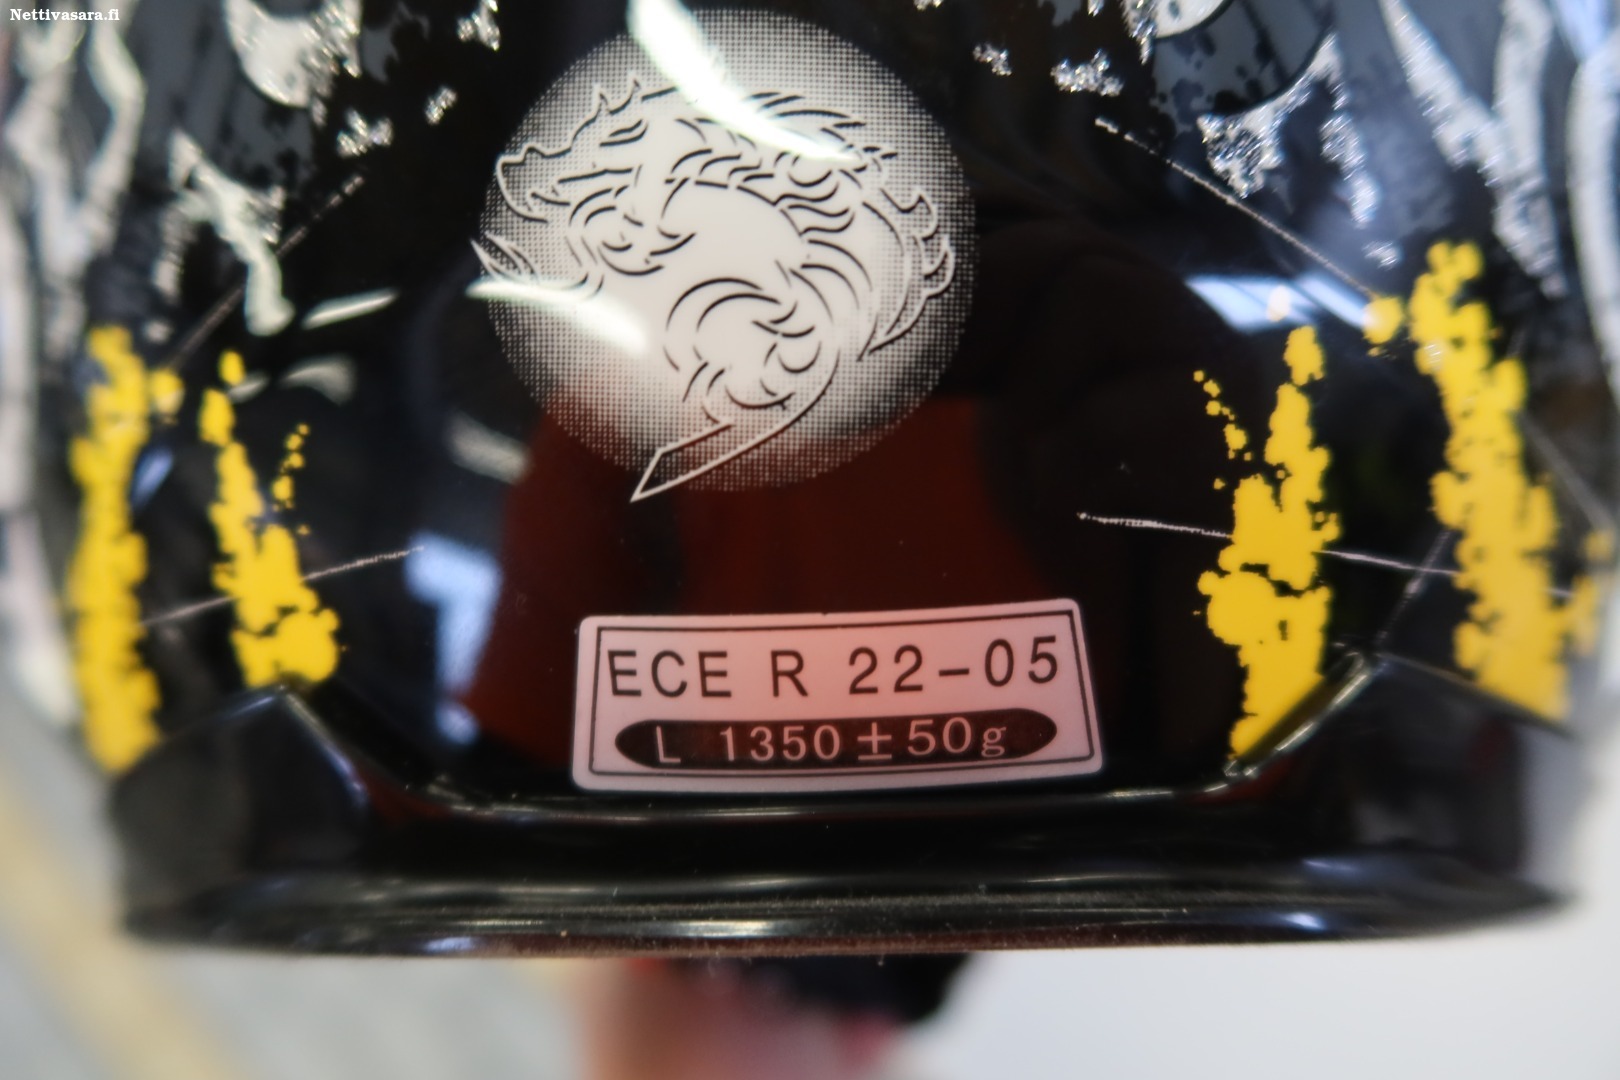 Nettivasara.fi
ECE R 22-05
L 1350±50g